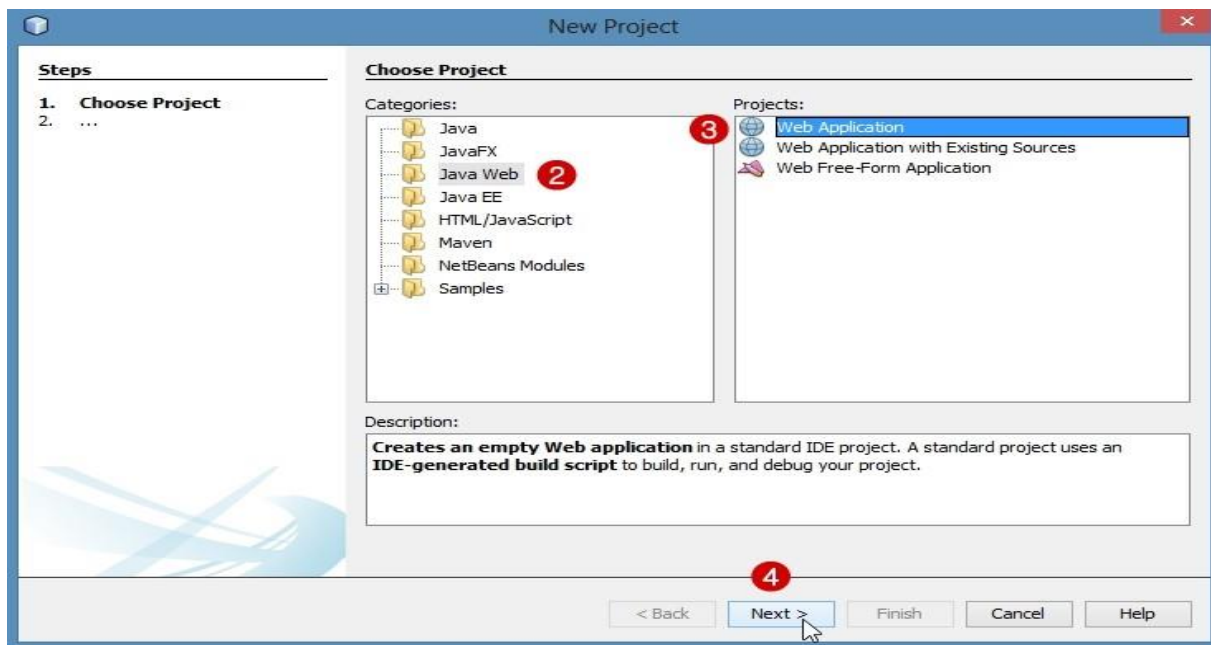 New Project
Steps
1. Choose Project
2. ...
Choose Project
Categories:
Java
JavaFX
Java Web
2
Java EE
HTML/JavaScript
Maven
NetBeans Modules
Samples
Projects:
3
Web Application
Web Application with Existing Sources
Web Free-Form Application
Description:
Creates an empty Web application in a standard IDE project. A standard project uses an
IDE-generated build script to build, run, and debug your project.
4
< Back Next > Finish Cancel Help